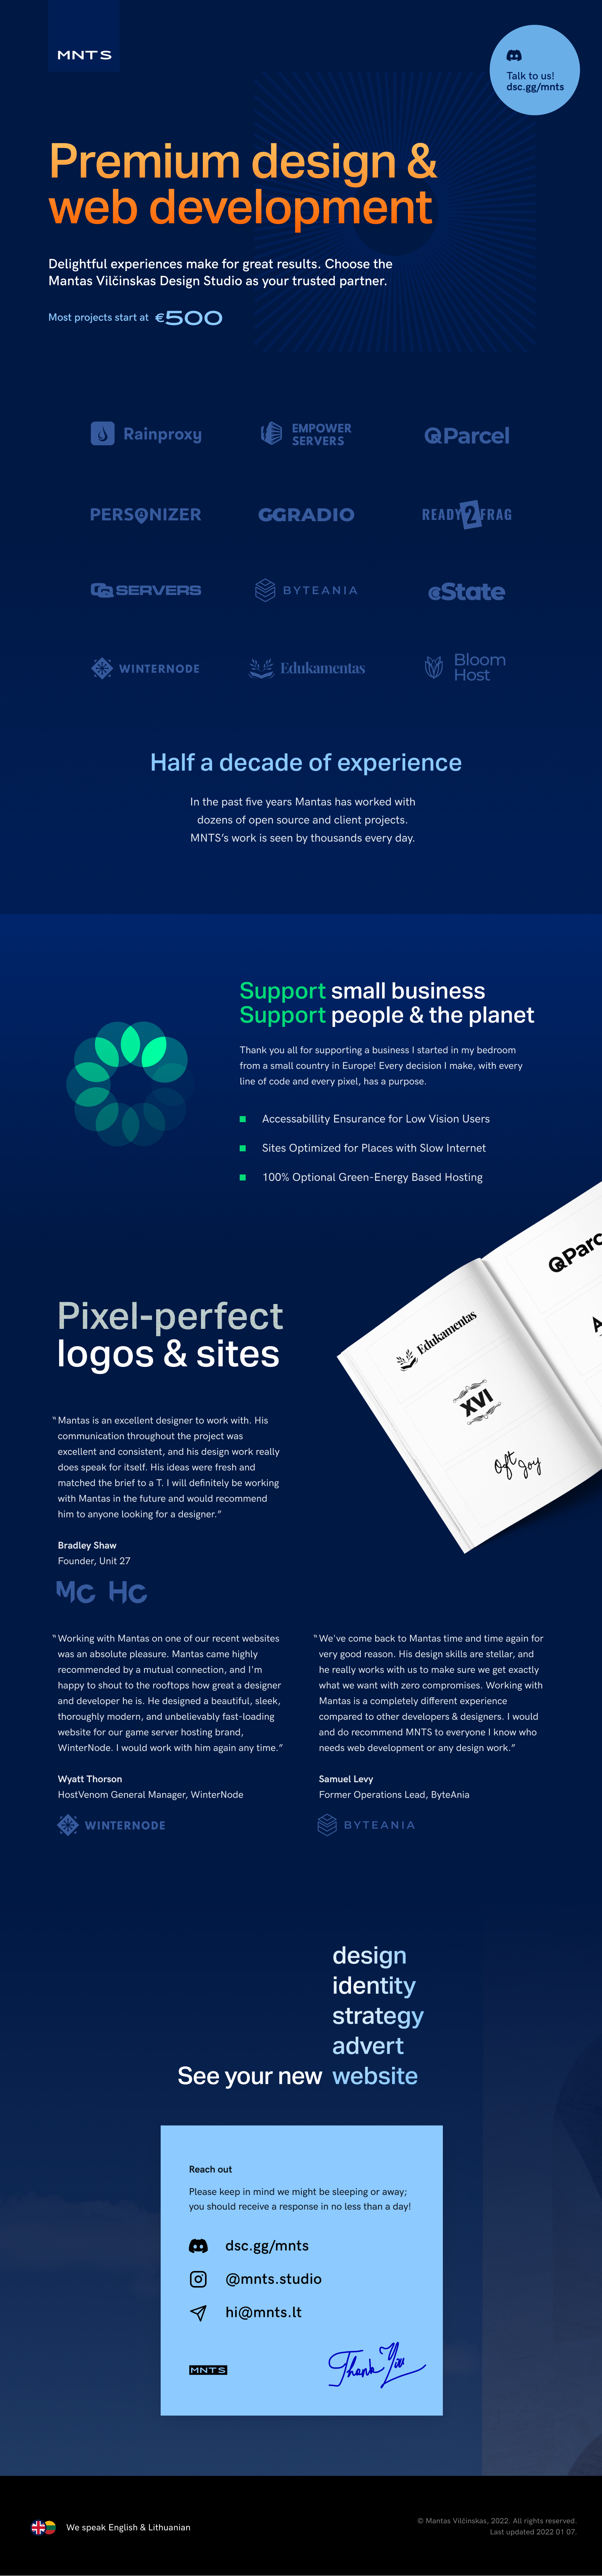 MNTS
Talk to us!
dsc.gg/mnts
Premium design &
web development
Delightful experiences make for great results. Choose the
Mantas Vilčinskas Design Studio as your trusted partner.
Most projects start at €500
Rainproxy
EMPOWER
SERVERS
QParcel
PERSONIZER
GGRADIO
READY2FRAG
SERVERS
BYTEANIA
eState
WINTERNODE
Edukamentas
Bloom
Host
Half a decade of experience
In the past five years Mantas has worked with
dozens of open source and client projects.
MNTS’s work is seen by thousands every day.
Support small business
Support people & the planet
Thank you all for supporting a business I started in my bedroom
from a small country in Europe! Every decision I make, with every
line of code and every pixel, has a purpose.
Accessabillity Ensurance for Low Vision Users
Sites Optimized for Places with Slow Internet
100% Optional Green-Energy Based Hosting
QParc
Edukamentas
XVI
Oft Joy
Pixel-perfect
logos & sites
“Mantas is an excellent designer to work with. His
communication throughout the project was
excellent and consistent, and his design work really
does speak for itself. His ideas were fresh and
matched the brief to a T. I will definitely be working
with Mantas in the future and would recommend
him to anyone looking for a designer.”
Bradley Shaw
Founder, Unit 27
Mc Hc
“Working with Mantas on one of our recent websites
was an absolute pleasure. Mantas came highly
recommended by a mutual connection, and I'm
happy to shout to the rooftops how great a designer
and developer he is. He designed a beautiful, sleek,
thoroughly modern, and unbelievably fast-loading
website for our game server hosting brand,
WinterNode. I would work with him again any time.”
Wyatt Thorson
HostVenom General Manager, WinterNode
WINTERNODE
“We've come back to Mantas time and time again for
very good reason. His design skills are stellar, and
he really works with us to make sure we get exactly
what we want with zero compromises. Working with
Mantas is a completely different experience
compared to other developers & designers. I would
and do recommend MNTS to everyone I know who
needs web development or any design work.”
Samuel Levy
Former Operations Lead, ByteAnia
BYTEANIA
design
identity
strategy
advert
See your new website
Reach out
Please keep in mind we might be sleeping or away;
you should receive a response in no less than a day!
dsc.gg/mnts
@mnts.studio
hi@mnts.lt
MNTS
Thank You
We speak English & Lithuanian
© Mantas Vilčinskas, 2022. All rights reserved.
Last updated 2022 01 07.